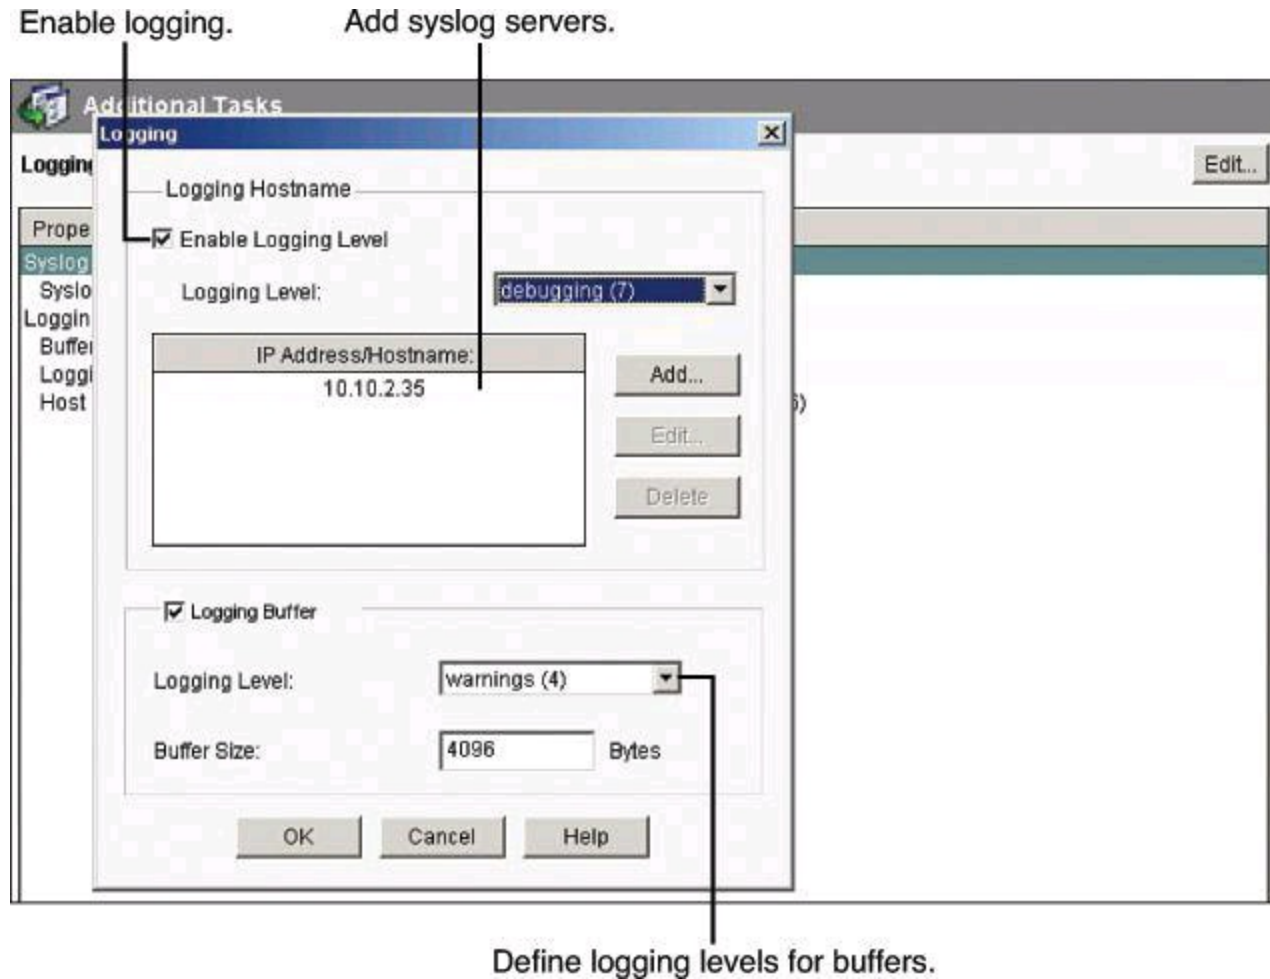 Enable logging. Add syslog servers.
Additional Tasks
Logging
Logging Edit...
Logging Hostname
Prope
Enable Logging Level
Syslog
Syslo
Logging Level: debugging (7)
Loggin
Buffer
IP Address/Hostname:
Loggi
Add...
10.10.2.35
Host
Edit...
Delete
Logging Buffer
Logging Level: warnings (4)
Buffer Size: 4096 Bytes
OK Cancel Help
Define logging levels for buffers.